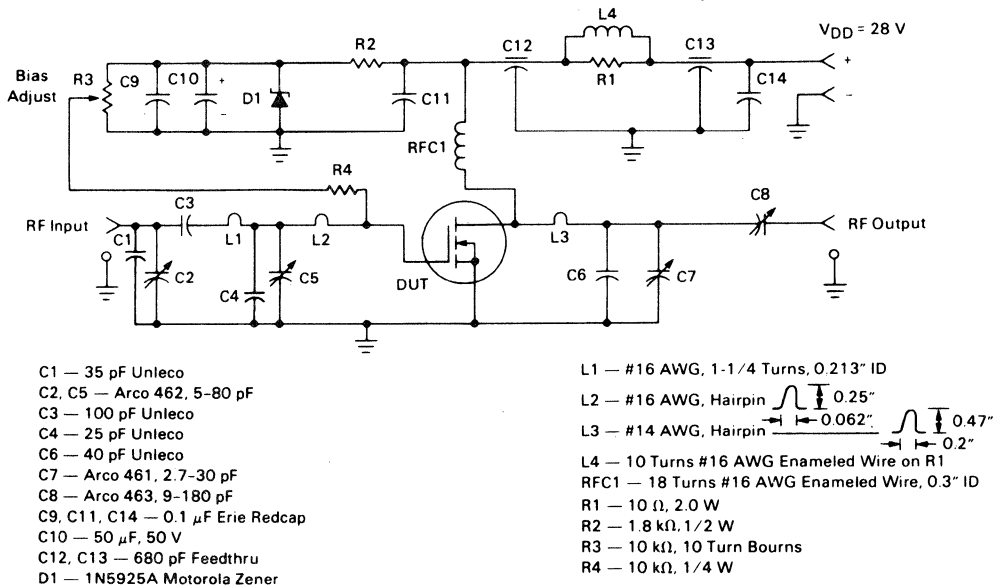 L4
VDD = 28 V
R2
C12
C13
+
Bias
Adjust
R3
C9
C10
+
R1
D1
C11
C14
−
−
RFC1
R4
C3
C8
RF Input
L1
L2
L3
RF Output
C1
C2
C4
C5
DUT
C6
C7
C1 — 35 pF Unleco
C2, C5 — Arco 462, 5-80 pF
C3 — 100 pF Unleco
C4 — 25 pF Unleco
C6 — 40 pF Unleco
C7 — Arco 461, 2.7-30 pF
C8 — Arco 463, 9-180 pF
C9, C11, C14 — 0.1 μF Erie Redcap
C10 — 50 μF, 50 V
C12, C13 — 680 pF Feedthru
D1 — 1N5925A Motorola Zener
L1 — #16 AWG, 1-1/4 Turns, 0.213" ID
L2 — #16 AWG, Hairpin
0.25"
0.062"
L3 — #14 AWG, Hairpin
0.47"
0.2"
L4 — 10 Turns #16 AWG Enameled Wire on R1
RFC1 — 18 Turns #16 AWG Enameled Wire, 0.3" ID
R1 — 10 Ω, 2.0 W
R2 — 1.8 kΩ, 1/2 W
R3 — 10 kΩ, 10 Turn Bourns
R4 — 10 kΩ, 1/4 W